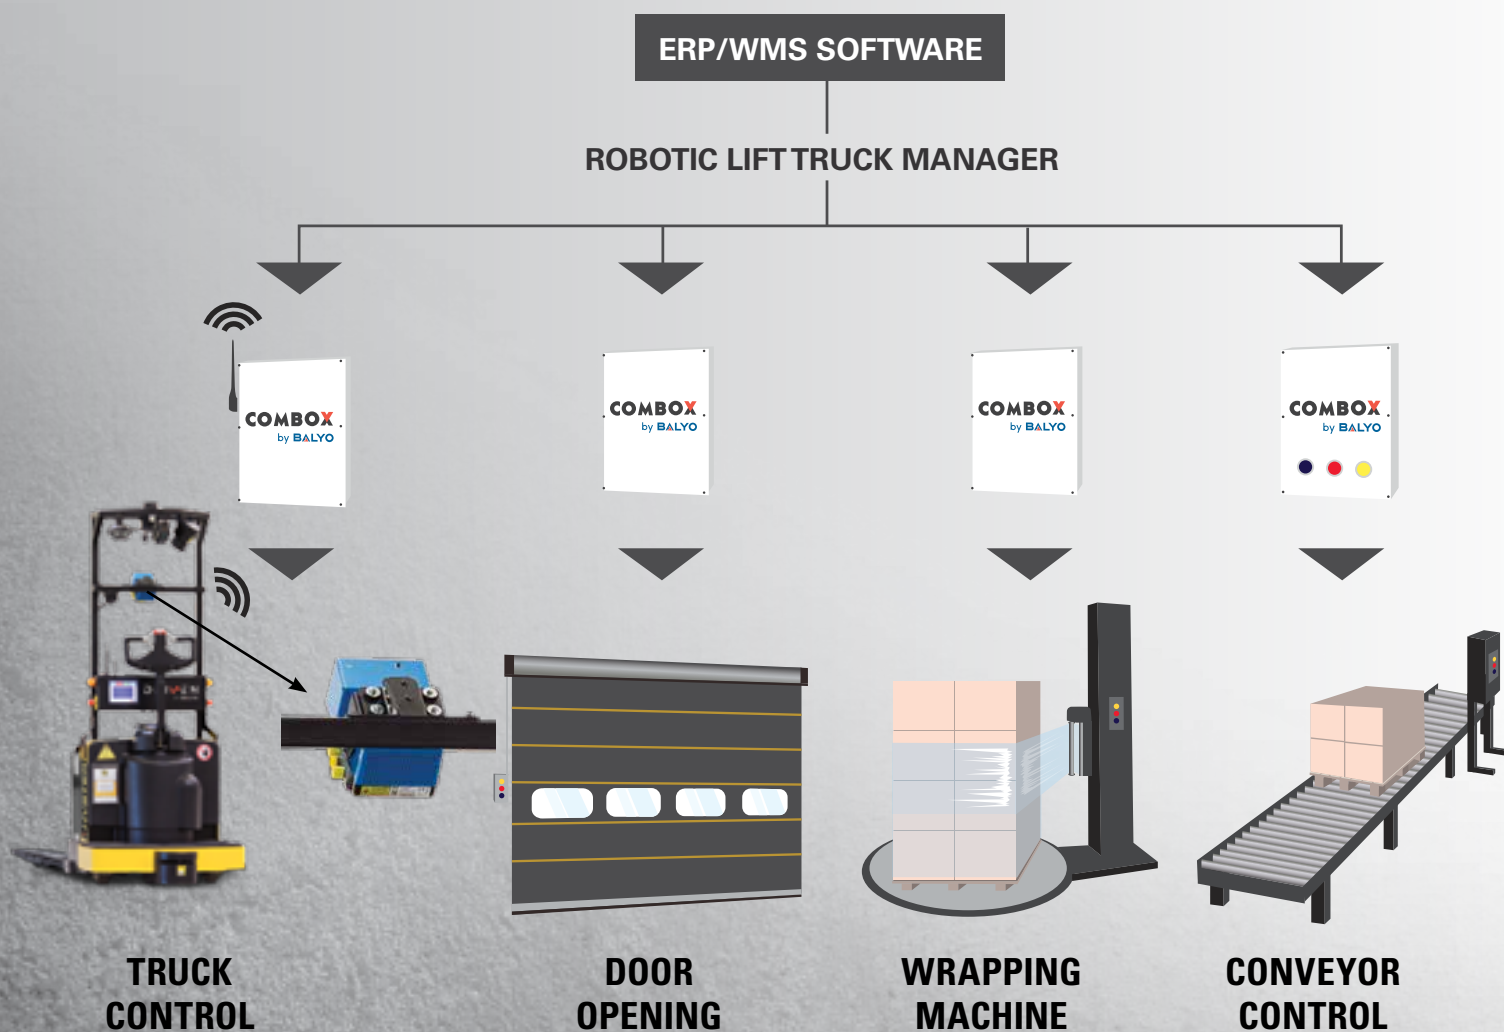 ERP/WMS SOFTWARE
ROBOTIC LIFT TRUCK MANAGER
COMBOX
by BALYO
COMBOX
by BALYO
COMBOX
by BALYO
COMBOX
by BALYO
TRUCK
CONTROL
DOOR
OPENING
WRAPPING
MACHINE
CONVEYOR
CONTROL